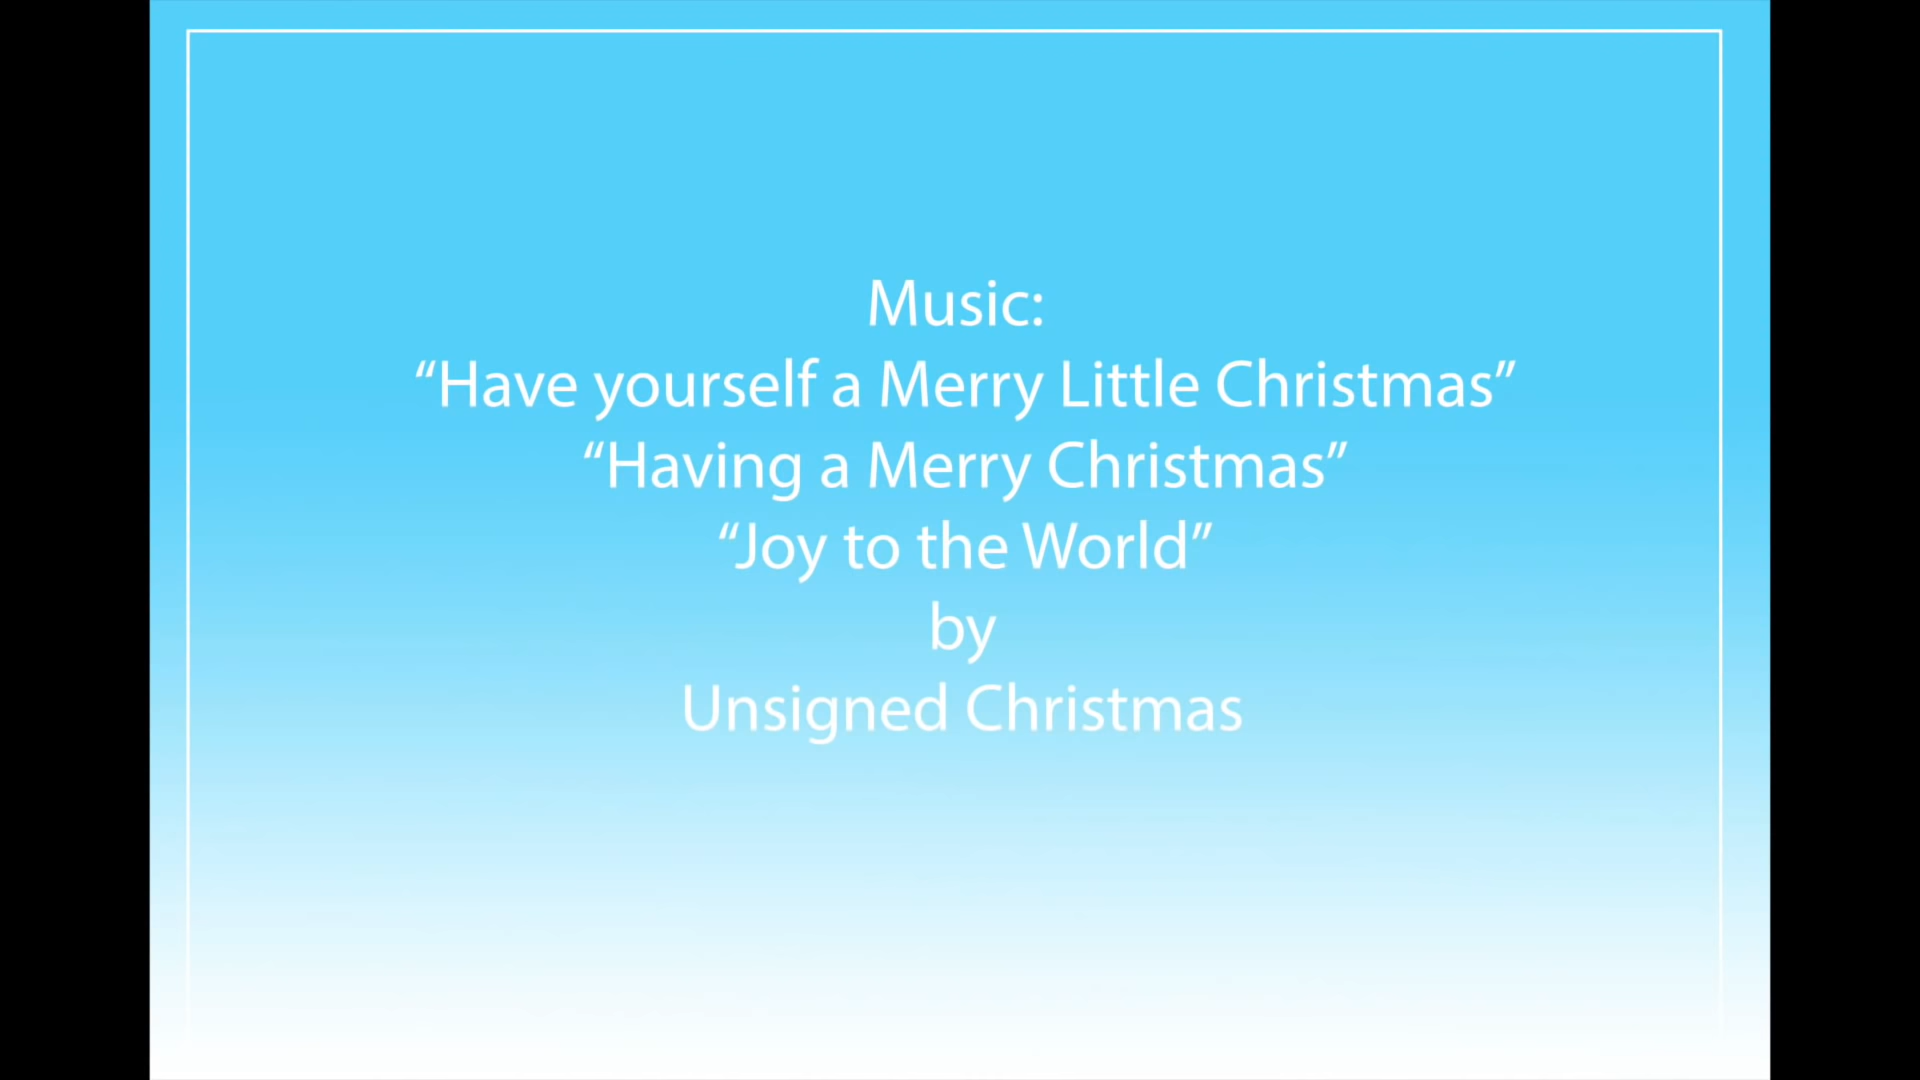 Music:
“Have yourself a Merry Little Christmas”
“Having a Merry Christmas”
“Joy to the World”
by
Unsigned Christmas